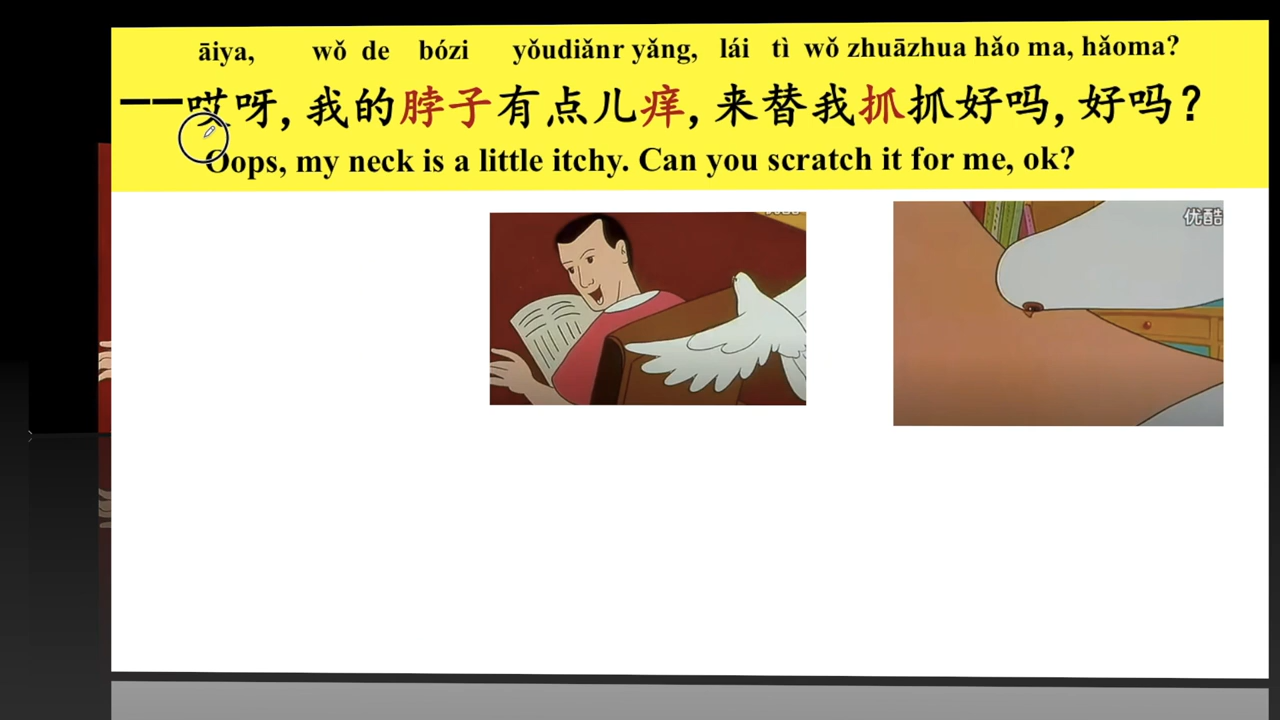 āiya, wǒ de bózi yǒudiǎnr yǎng, lái tì wǒ zhuāzhua hǎo ma, hǎoma?
——哎呀,我的脖子有点儿痒,来替我抓抓好吗,好吗？
Oops, my neck is a little itchy. Can you scratch it for me, ok?
优酷